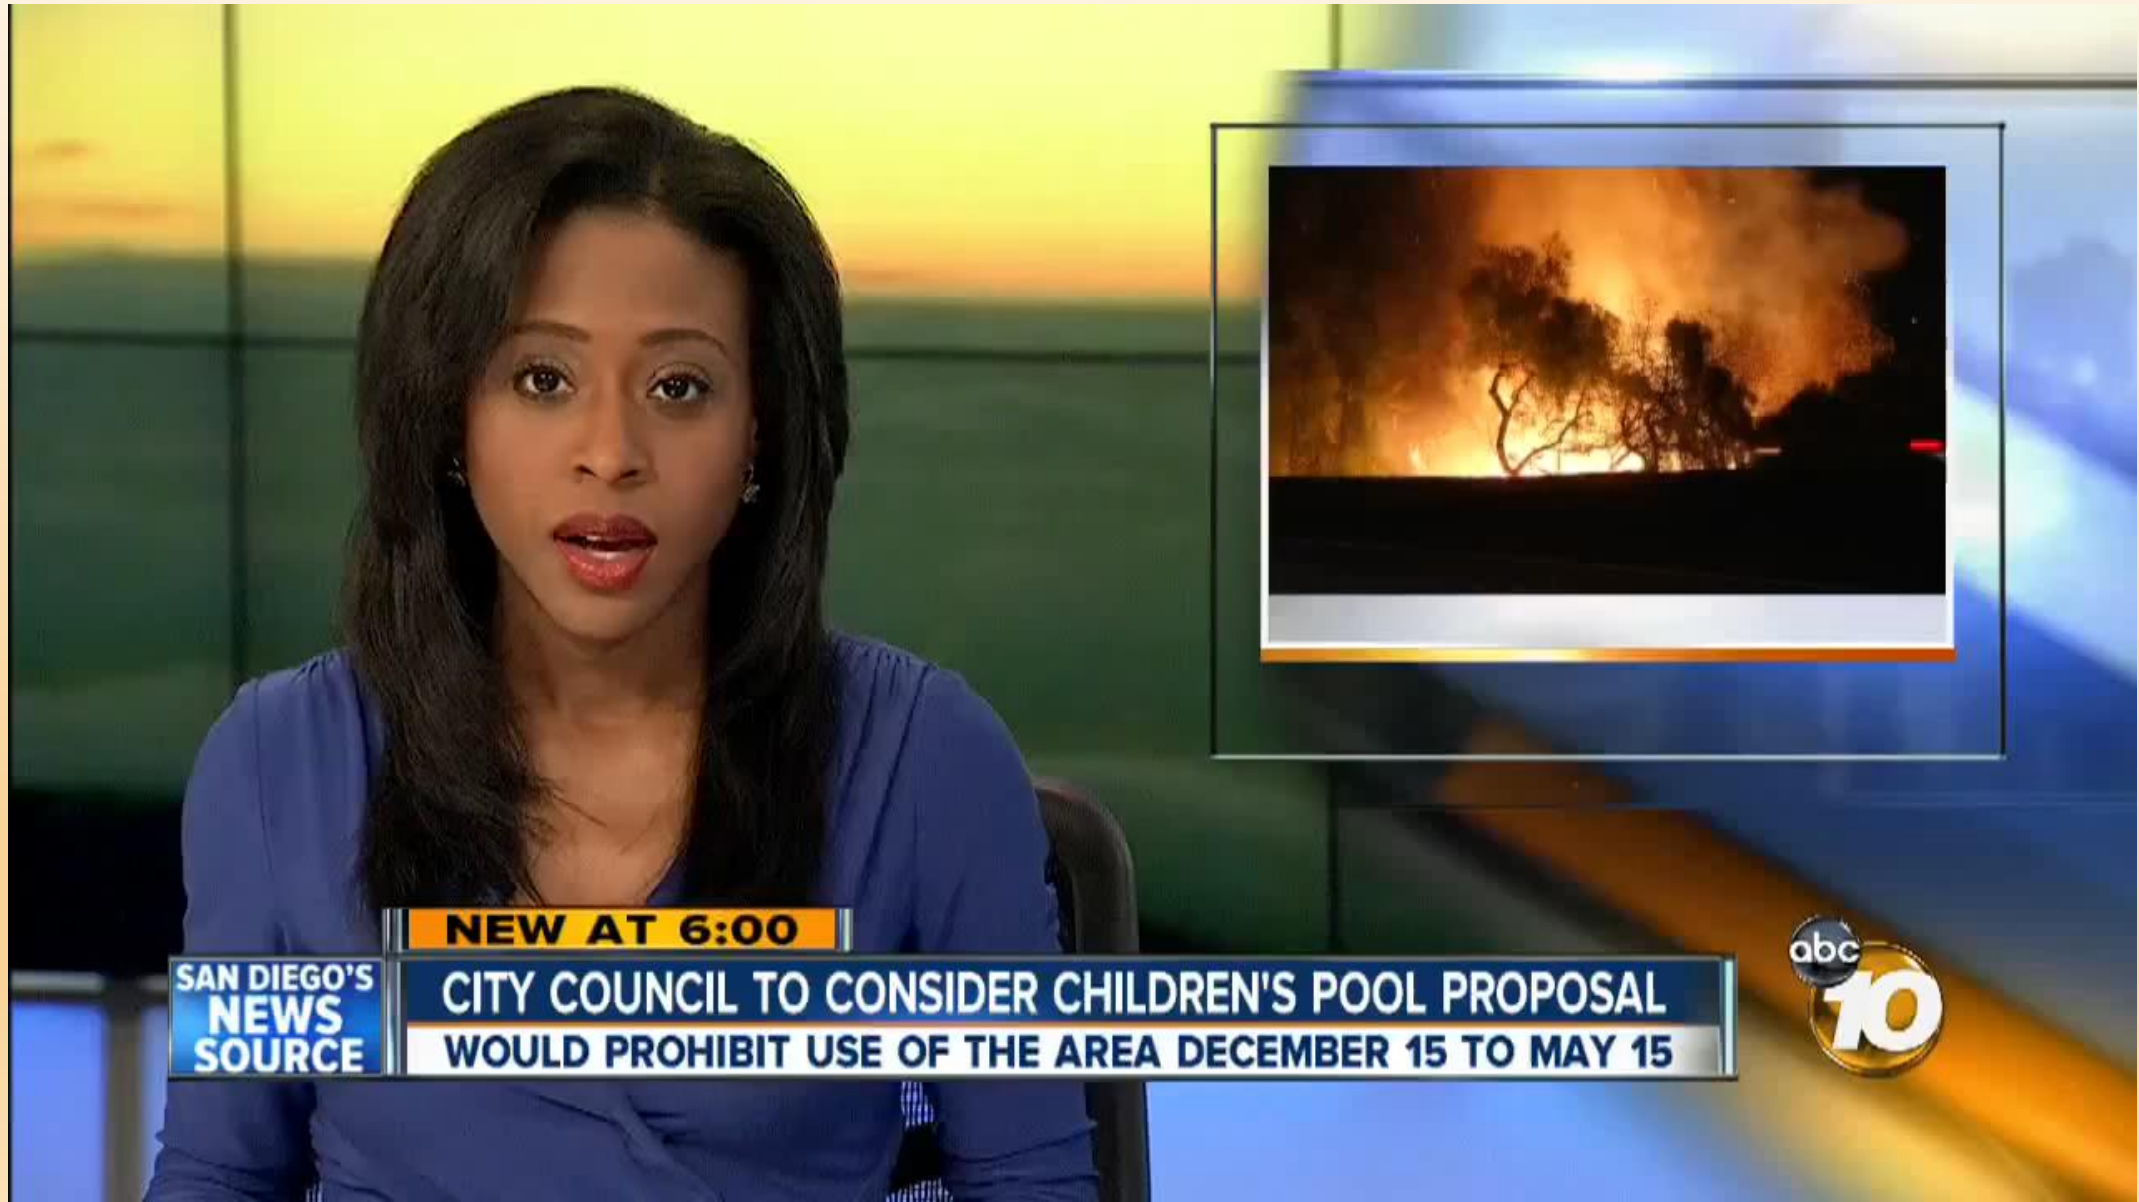 NEW AT 6:00
SAN DIEGO'S
NEWS
SOURCE
CITY COUNCIL TO CONSIDER CHILDREN'S POOL PROPOSAL
WOULD PROHIBIT USE OF THE AREA DECEMBER 15 TO MAY 15
abc
10